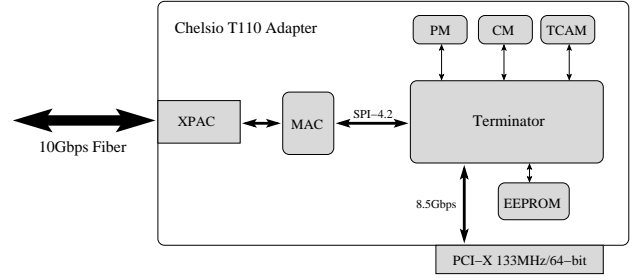 Chelsio T110 Adapter
PM
CM
TCAM
XPAC
MAC
SPI−4.2
Terminator
10Gbps Fiber
8.5Gbps
EEPROM
PCI−X 133MHz/64−bit